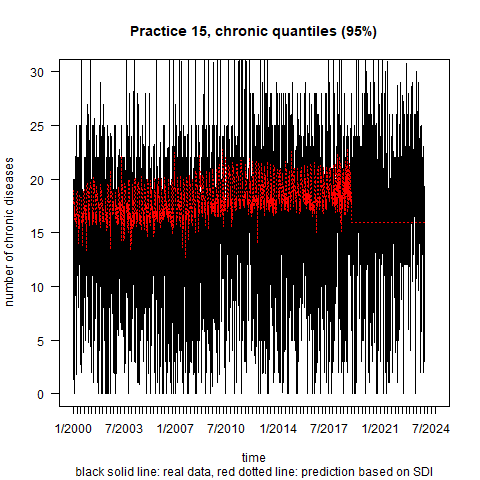 Practice 15, chronic quantiles (95%)
number of chronic diseases
30
25
20
15
10
5
0
1/2000 7/2003 1/2007 7/2010 1/2014 7/2017 1/2021 7/2024
time
black solid line: real data, red dotted line: prediction based on SDI